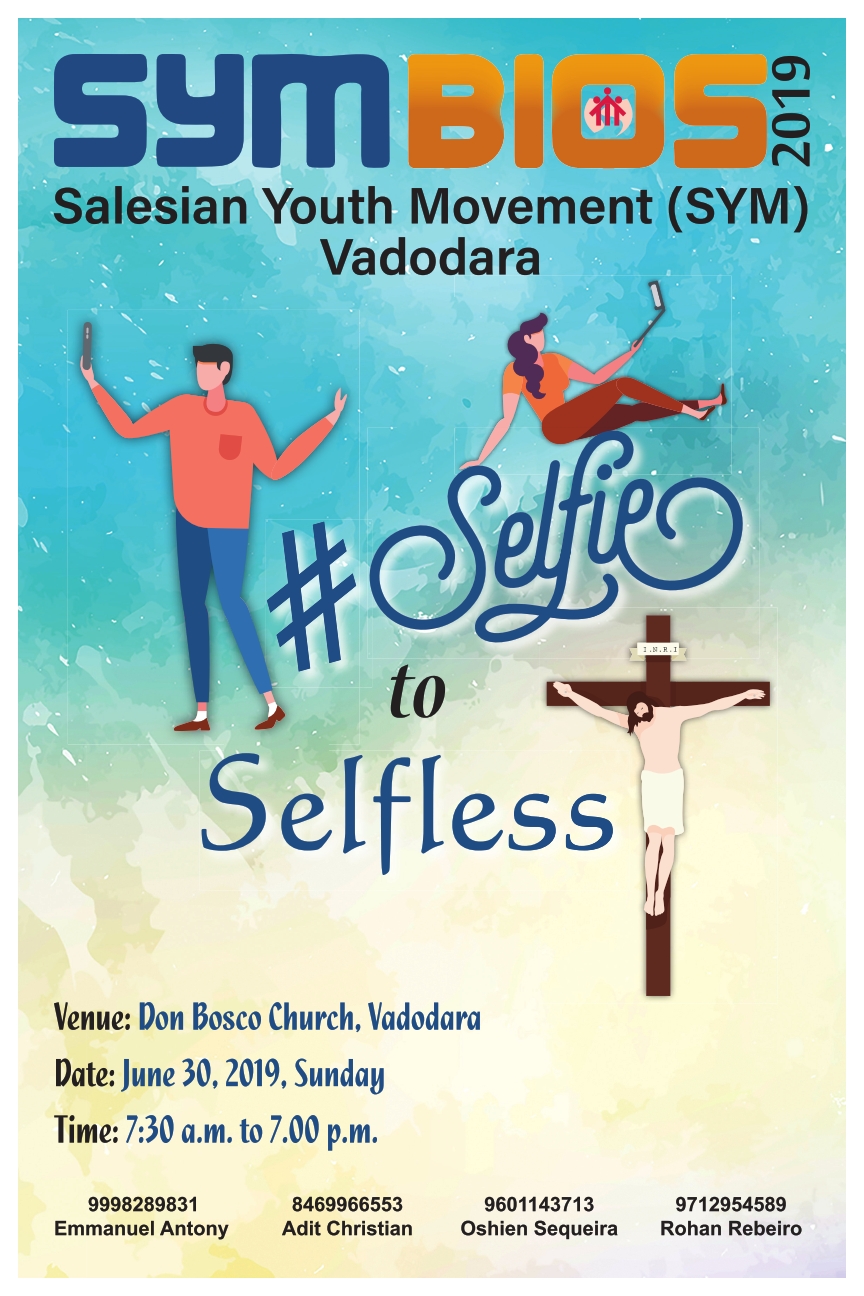 SYMBIOS 2019
Salesian Youth Movement (SYM)
Vadodara
#Selfie
I.N.R.I
to
Selfless
Venue: Don Bosco Church, Vadodara
Date: June 30, 2019, Sunday
Time: 7:30 a.m. to 7.00 p.m.
9998289831 8469966553 9601143713 9712954589
Emmanuel Antony Adit Christian Oshien Sequeira Rohan Rebeiro